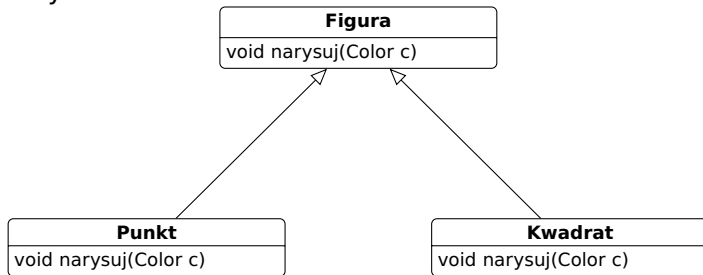 Figura
void narysuj(Color c)
Punkt
void narysuj(Color c)
Kwadrat
void narysuj(Color c)